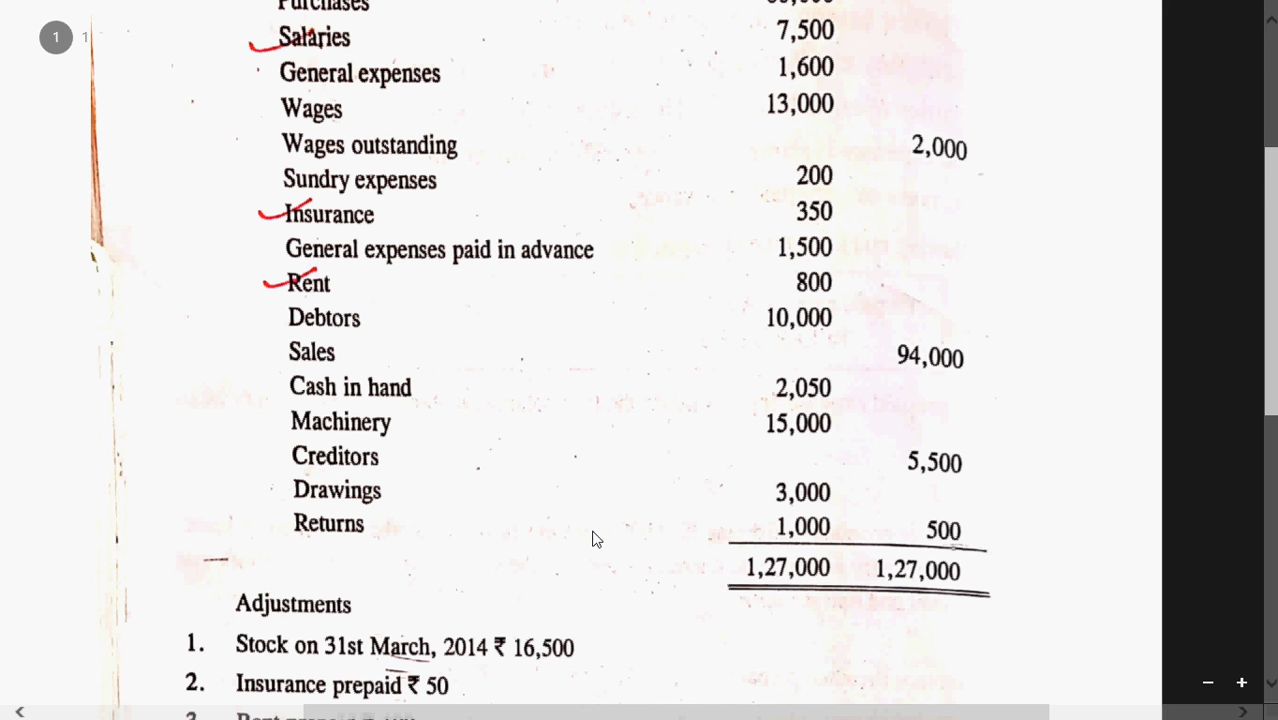 1 1
Purchases
Salaries 7,500
General expenses 1,600
Wages 13,000
Wages outstanding 2,000
Sundry expenses 200
Insurance 350
General expenses paid in advance 1,500
Rent 800
Debtors 10,000
Sales 94,000
Cash in hand 2,050
Machinery 15,000
Creditors 5,500
Drawings 3,000
Returns 1,000 500
1,27,000 1,27,000
Adjustments
1. Stock on 31st March, 2014 ₹ 16,500
2. Insurance prepaid ₹ 50